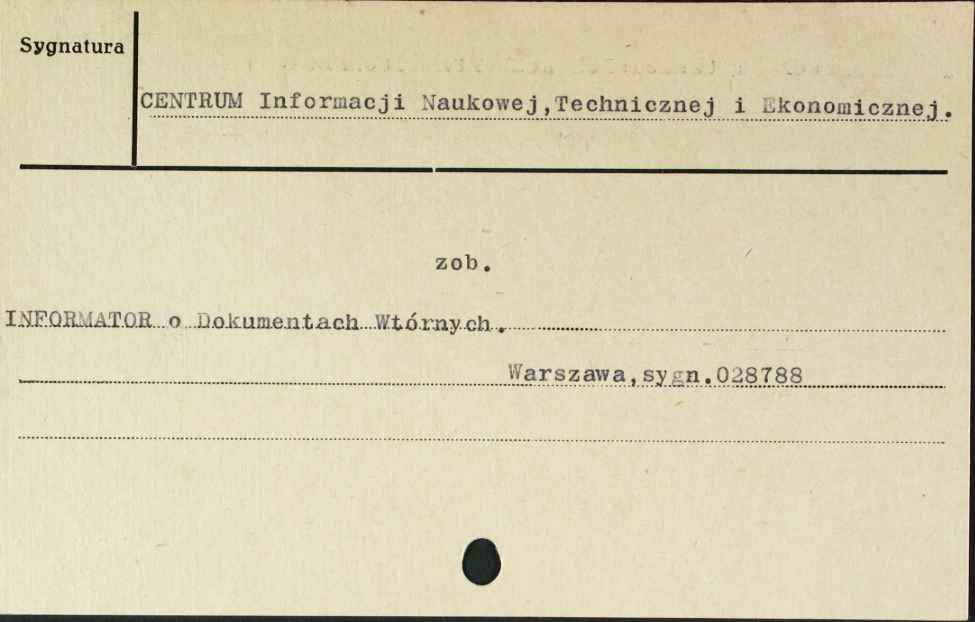 Sygnatura
CENTRUM Informacji Naukowej,Technicznej i Ekonomicznej.
zob.
INFORMATOR o Dokumentach Wtórnych.
Warszawa,sygn.028788